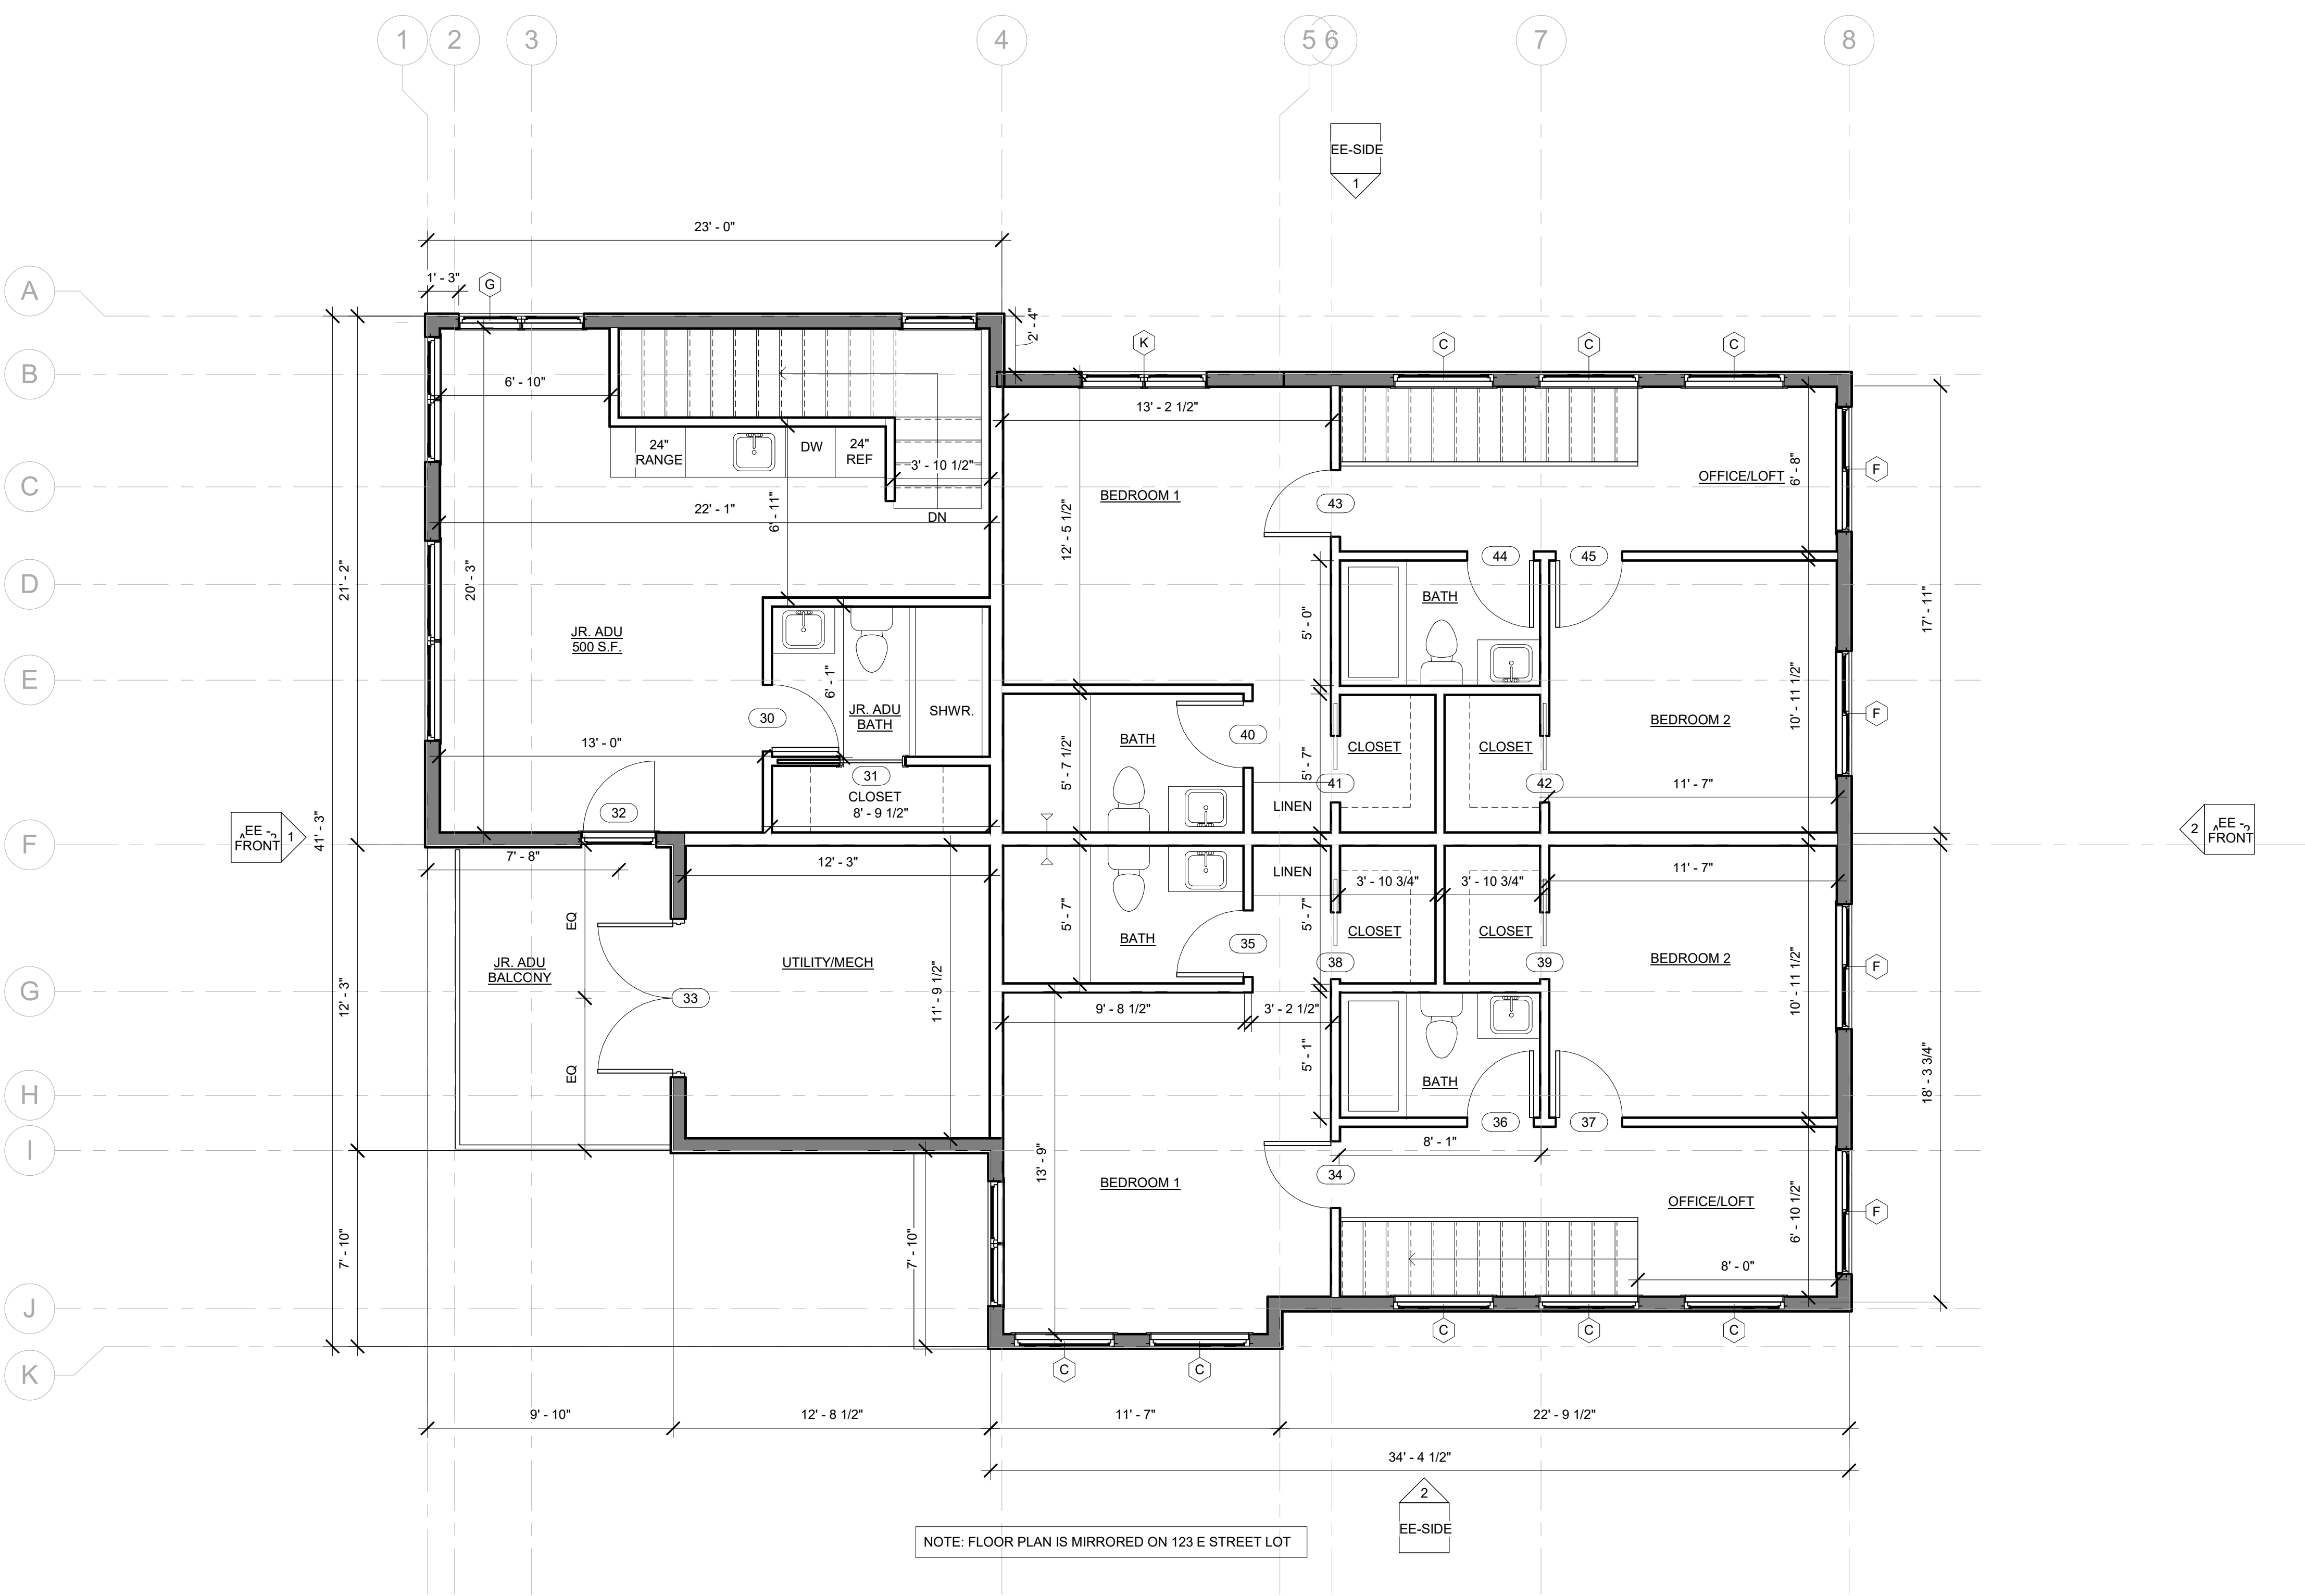 1 2 3 4 5 6 7 8
EE-SIDE
1
23' - 0"
1' - 3"
G
A
2' - 4"
K
C
C
C
B
6' - 10"
13' - 2 1/2"
24"
RANGE
DW
24"
REF
3' - 10 1/2"
OFFICE/LOFT
6' - 8"
F
C
BEDROOM 1
43
22' - 1"
6' - 11"
DN
12' - 5 1/2"
44
45
D
21' - 2"
20' - 3"
BATH
17' - 11"
5' - 0"
JR. ADU
500 S.F.
E
6' - 1"
JR. ADU
BATH
SHWR.
30
10' - 11 1/2"
BEDROOM 2
F
13' - 0"
BATH
40
CLOSET
CLOSET
5' - 7 1/2"
5' - 7"
31
41
42
11' - 7"
CLOSET
8' - 9 1/2"
LINEN
32
41' - 3"
EE -
FRONT
1
2
EE -
FRONT
F
7' - 8"
12' - 3"
LINEN
3' - 10 3/4"
3' - 10 3/4"
11' - 7"
EQ
5' - 7"
5' - 7"
BATH
35
CLOSET
CLOSET
JR. ADU
BALCONY
UTILITY/MECH
38
39
BEDROOM 2
F
G
12' - 3"
33
11' - 9 1/2"
9' - 8 1/2"
3' - 2 1/2"
10' - 11 1/2"
5' - 1"
EQ
BATH
18' - 3 3/4"
H
36
37
I
8' - 1"
13' - 9"
BEDROOM 1
34
OFFICE/LOFT
6' - 10 1/2"
F
7' - 10"
7' - 10"
8' - 0"
J
C
C
C
C
C
K
9' - 10"
12' - 8 1/2"
11' - 7"
22' - 9 1/2"
34' - 4 1/2"
2
EE-SIDE
NOTE: FLOOR PLAN IS MIRRORED ON 123 E STREET LOT